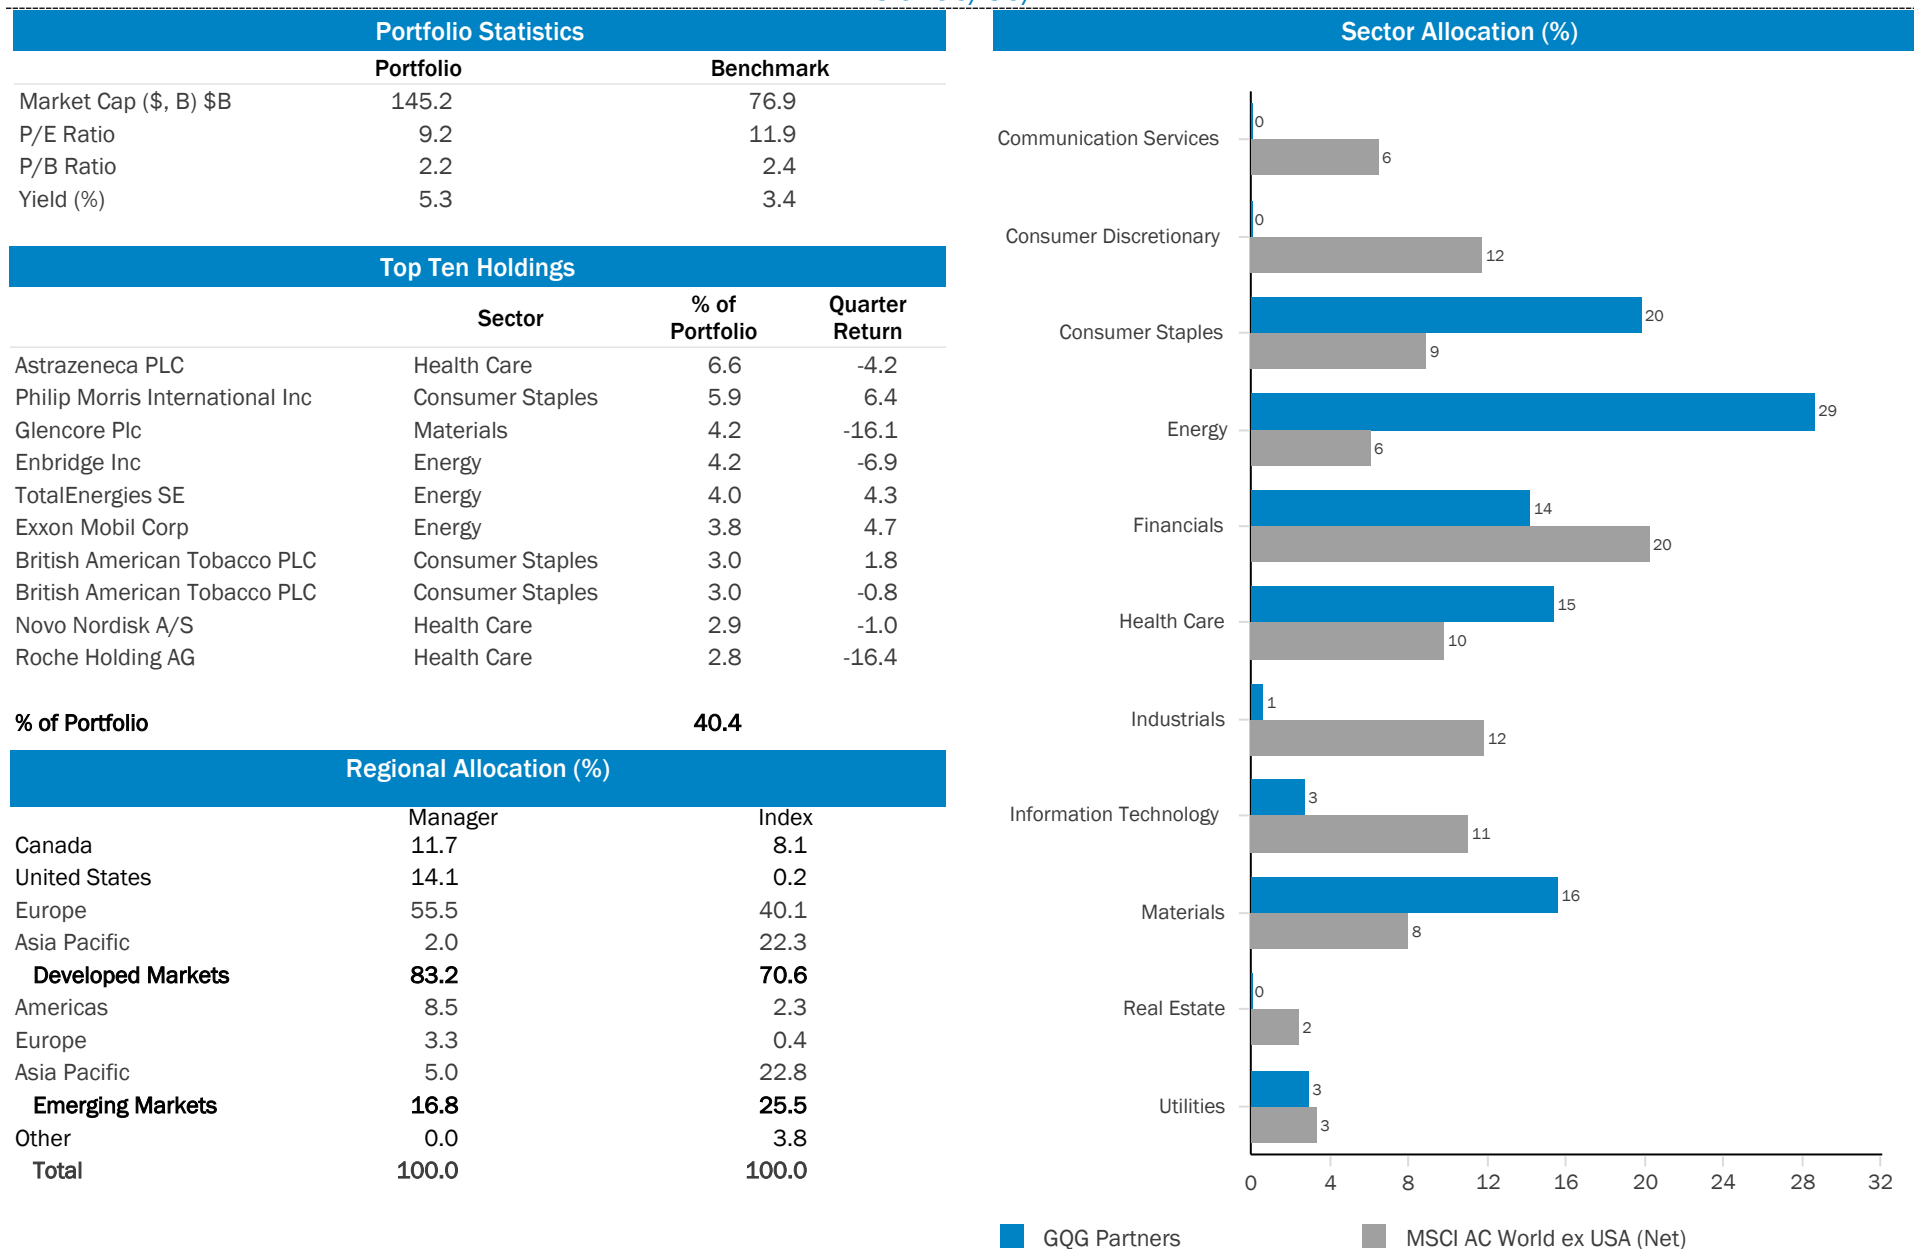 Portfolio Statistics
Portfolio Benchmark
Market Cap ($, B) $B 145.2 76.9
P/E Ratio 9.2 11.9
P/B Ratio 2.2 2.4
Yield (%) 5.3 3.4
Top Ten Holdings
Sector % of Portfolio Quarter Return
Astrazeneca PLC Health Care 6.6 -4.2
Philip Morris International Inc Consumer Staples 5.9 6.4
Glencore Plc Materials 4.2 -16.1
Enbridge Inc Energy 4.2 -6.9
TotalEnergies SE Energy 4.0 4.3
Exxon Mobil Corp Energy 3.8 4.7
British American Tobacco PLC Consumer Staples 3.0 1.8
British American Tobacco PLC Consumer Staples 3.0 -0.8
Novo Nordisk A/S Health Care 2.9 -1.0
Roche Holding AG Health Care 2.8 -16.4
% of Portfolio 40.4
Regional Allocation (%)
Manager Index
Canada 11.7 8.1
United States 14.1 0.2
Europe 55.5 40.1
Asia Pacific 2.0 22.3
Developed Markets 83.2 70.6
Americas 8.5 2.3
Europe 3.3 0.4
Asia Pacific 5.0 22.8
Emerging Markets 16.8 25.5
Other 0.0 3.8
Total 100.0 100.0
Sector Allocation (%)
Communication Services 0 6
Consumer Discretionary 0 12
Consumer Staples 20 9
Energy 29 6
Financials 14 20
Health Care 15 10
Industrials 1 12
Information Technology 3 11
Materials 16 8
Real Estate 0 2
Utilities 3 3
0 4 8 12 16 20 24 28 32
GQG Partners MSCI AC World ex USA (Net)